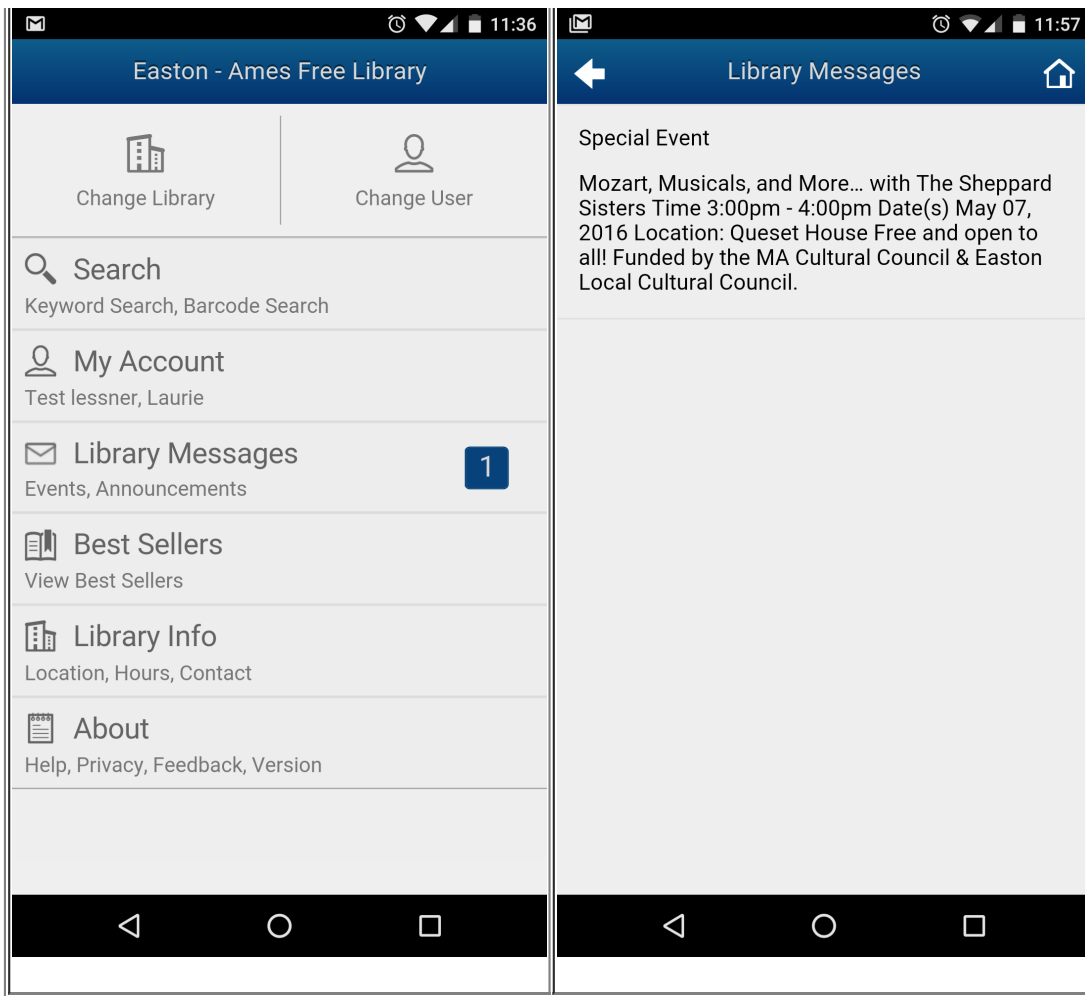 11:36
Easton - Ames Free Library
Change Library
Change User
Search
Keyword Search, Barcode Search
My Account
Test lessner, Laurie
Library Messages
1
Events, Announcements
Best Sellers
View Best Sellers
Library Info
Location, Hours, Contact
About
Help, Privacy, Feedback, Version
11:57
Library Messages
Special Event
Mozart, Musicals, and More... with The Sheppard
Sisters Time 3:00pm - 4:00pm Date(s) May 07,
2016 Location: Queset House Free and open to
all! Funded by the MA Cultural Council & Easton
Local Cultural Council.